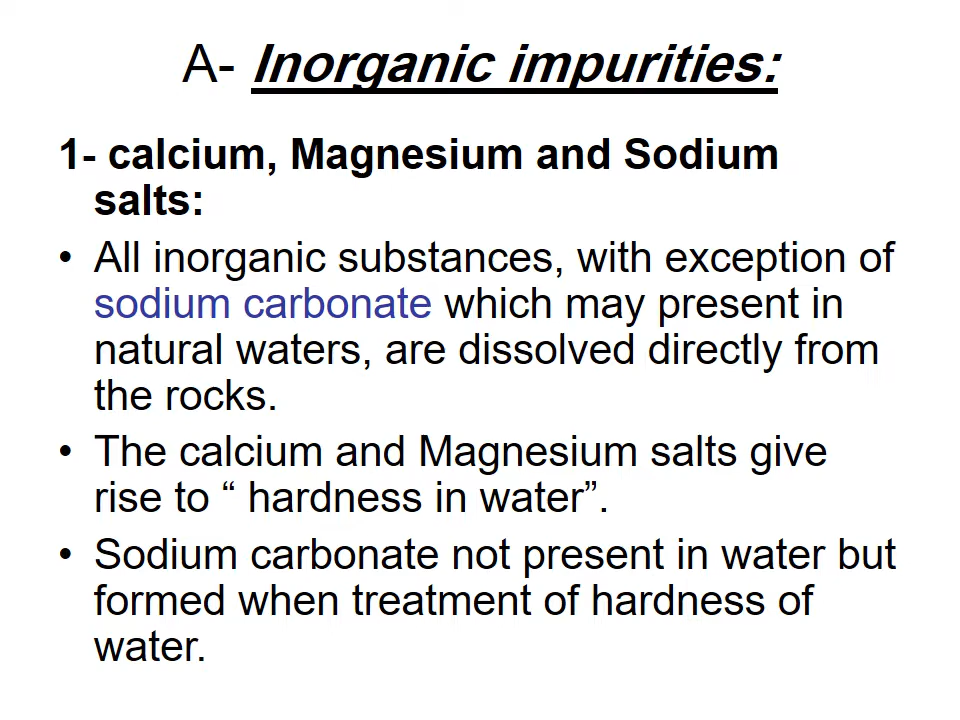 A- Inorganic impurities:
1- calcium, Magnesium and Sodium
salts:
• All inorganic substances, with exception of
sodium carbonate which may present in
natural waters, are dissolved directly from
the rocks.
• The calcium and Magnesium salts give
rise to “ hardness in water”.
• Sodium carbonate not present in water but
formed when treatment of hardness of
water.